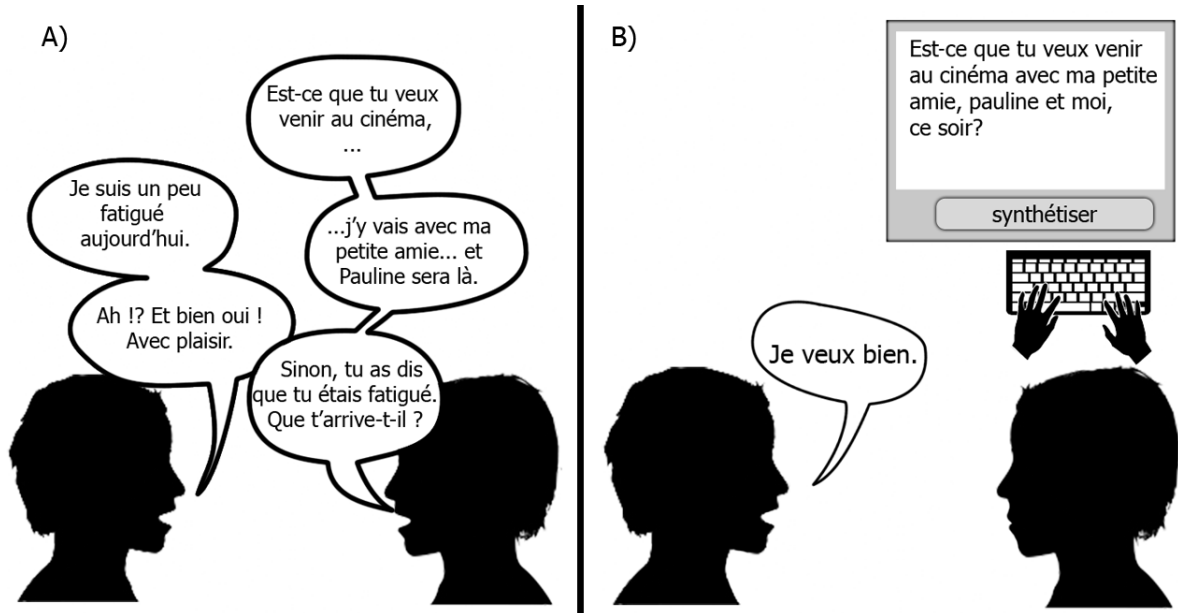 A)
Est-ce que tu veux
venir au cinéma,
...
Je suis un peu
fatigué
aujourd'hui.
...j'y vais avec ma
petite amie... et
Pauline sera là.
Ah !? Et bien oui !
Avec plaisir.
Sinon, tu as dis
que tu étais fatigué.
Que t'arrive-t-il ?
B)
Est-ce que tu veux venir
au cinéma avec ma petite
amie, pauline et moi,
ce soir?
synthétiser
Je veux bien.